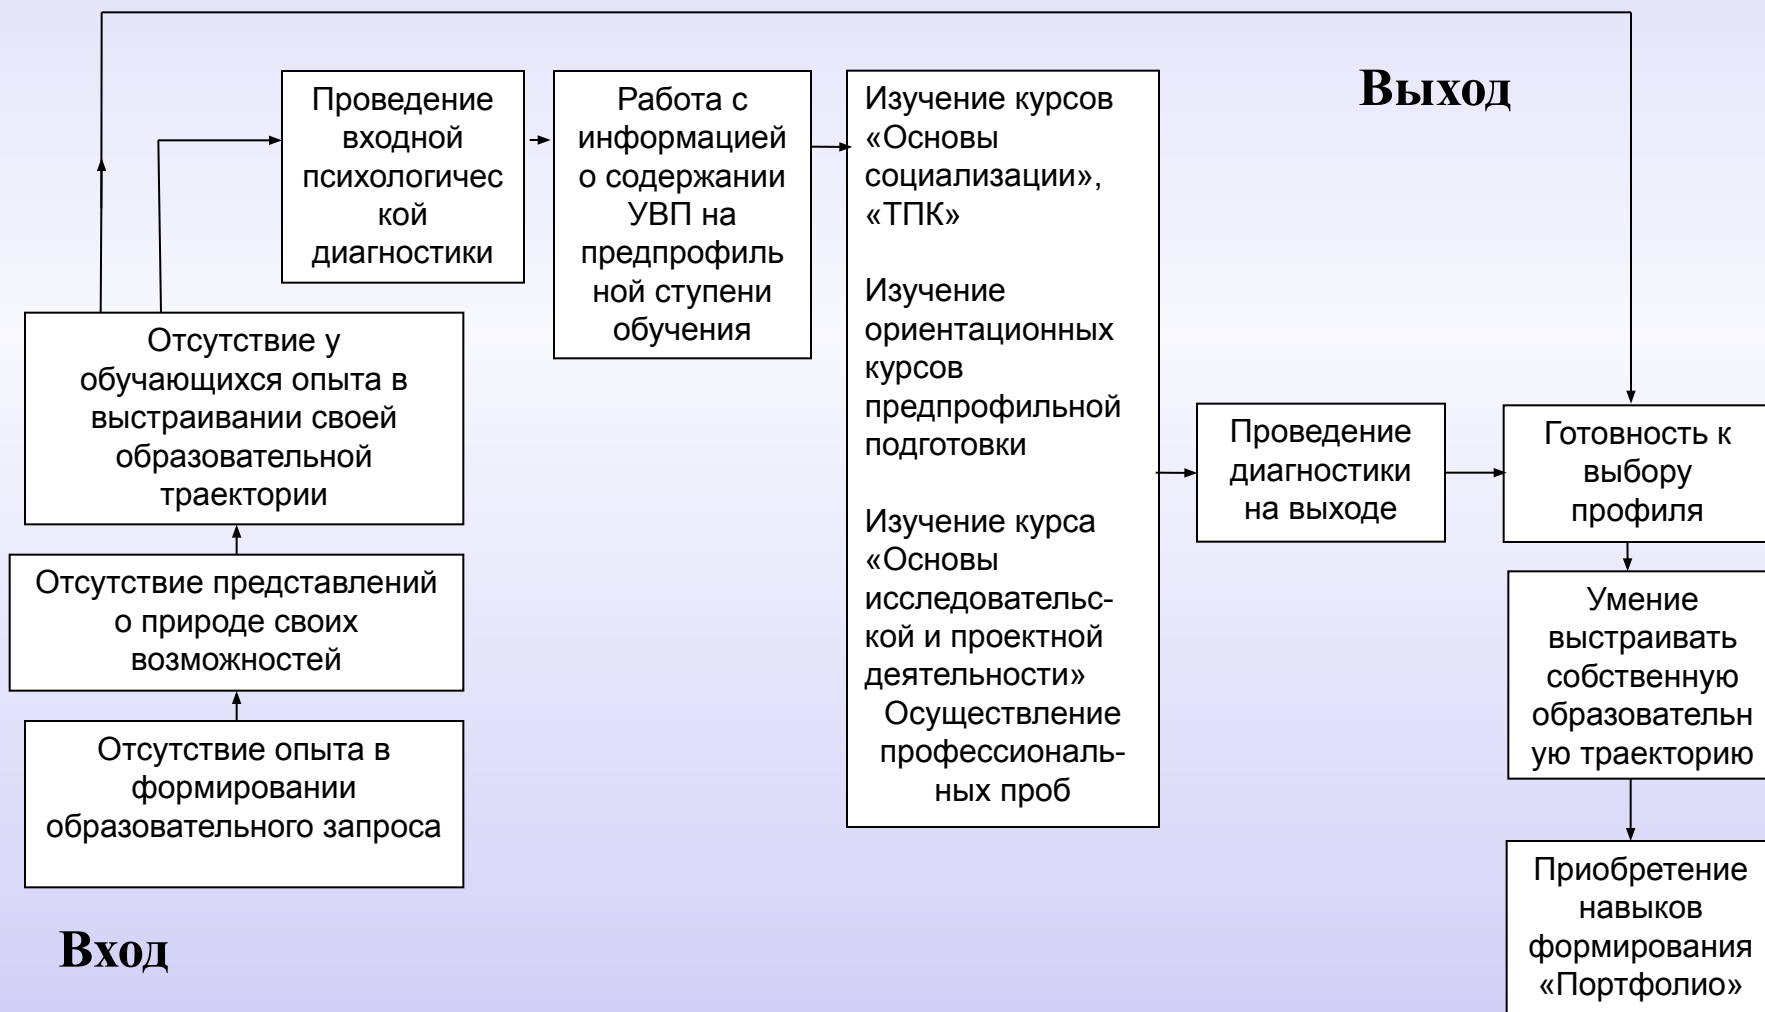 Выход
Проведение
входной
психологичес
кой
диагностики
Работа с
информацией
о содержании
УВП на
предпрофиль
ной ступени
обучения
Изучение курсов
«Основы
социализации»,
«ТПК»
Изучение
ориентационных
курсов
предпрофильной
подготовки
Изучение курса
«Основы
исследовательс-
кой и проектной
деятельности»
Осуществление
профессиональ-
ных проб
Отсутствие у
обучающихся опыта в
выстраивании своей
образовательной
траектории
Отсутствие представлений
о природе своих
возможностей
Отсутствие опыта в
формировании
образовательного запроса
Вход
Проведение
диагностики
на выходе
Готовность к
выбору
профиля
Умение
выстраивать
собственную
образовательн
ую траекторию
Приобретение
навыков
формирования
«Портфолио»